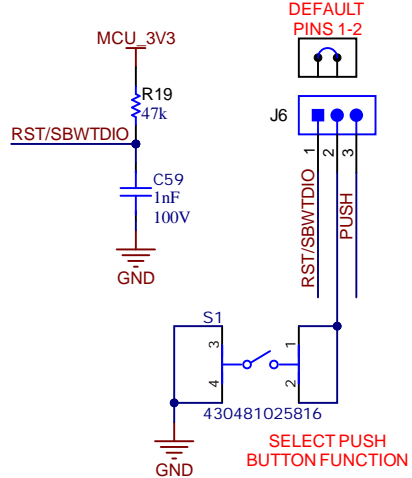 DEFAULT
PINS 1-2
MCU_3V3
R19
47k
J6
RST/SBWTDIO
1
2
3
C59
1nF
100V
RST/SBWTDIO
PUSH
GND
S1
3
4
1
2
430481025816
SELECT PUSH
BUTTON FUNCTION
GND